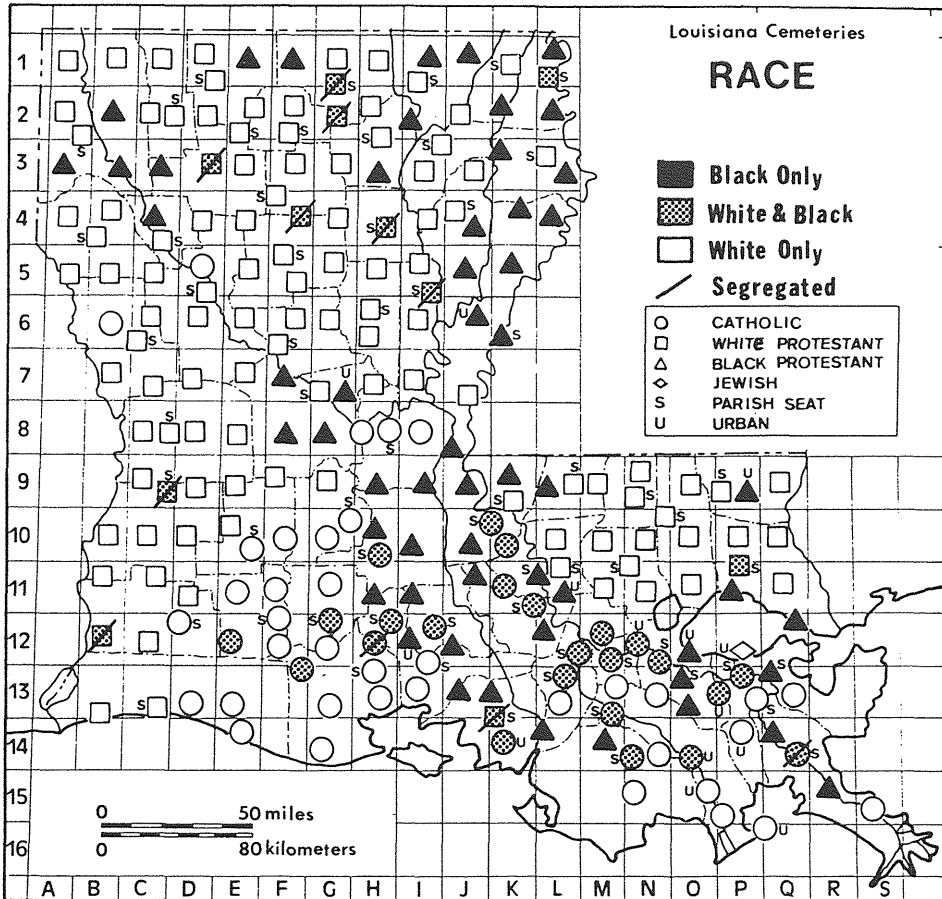 Louisiana Cemeteries
RACE
Black Only
White & Black
White Only
Segregated
CATHOLIC
WHITE PROTESTANT
BLACK PROTESTANT
JEWISH
S PARISH SEAT
U URBAN
1
2
3
4
5
6
7
8
9
10
11
12
13
14
15
16
0 50 miles
0 80 kilometers
A B C D E F G H I J K L M N O P Q R S